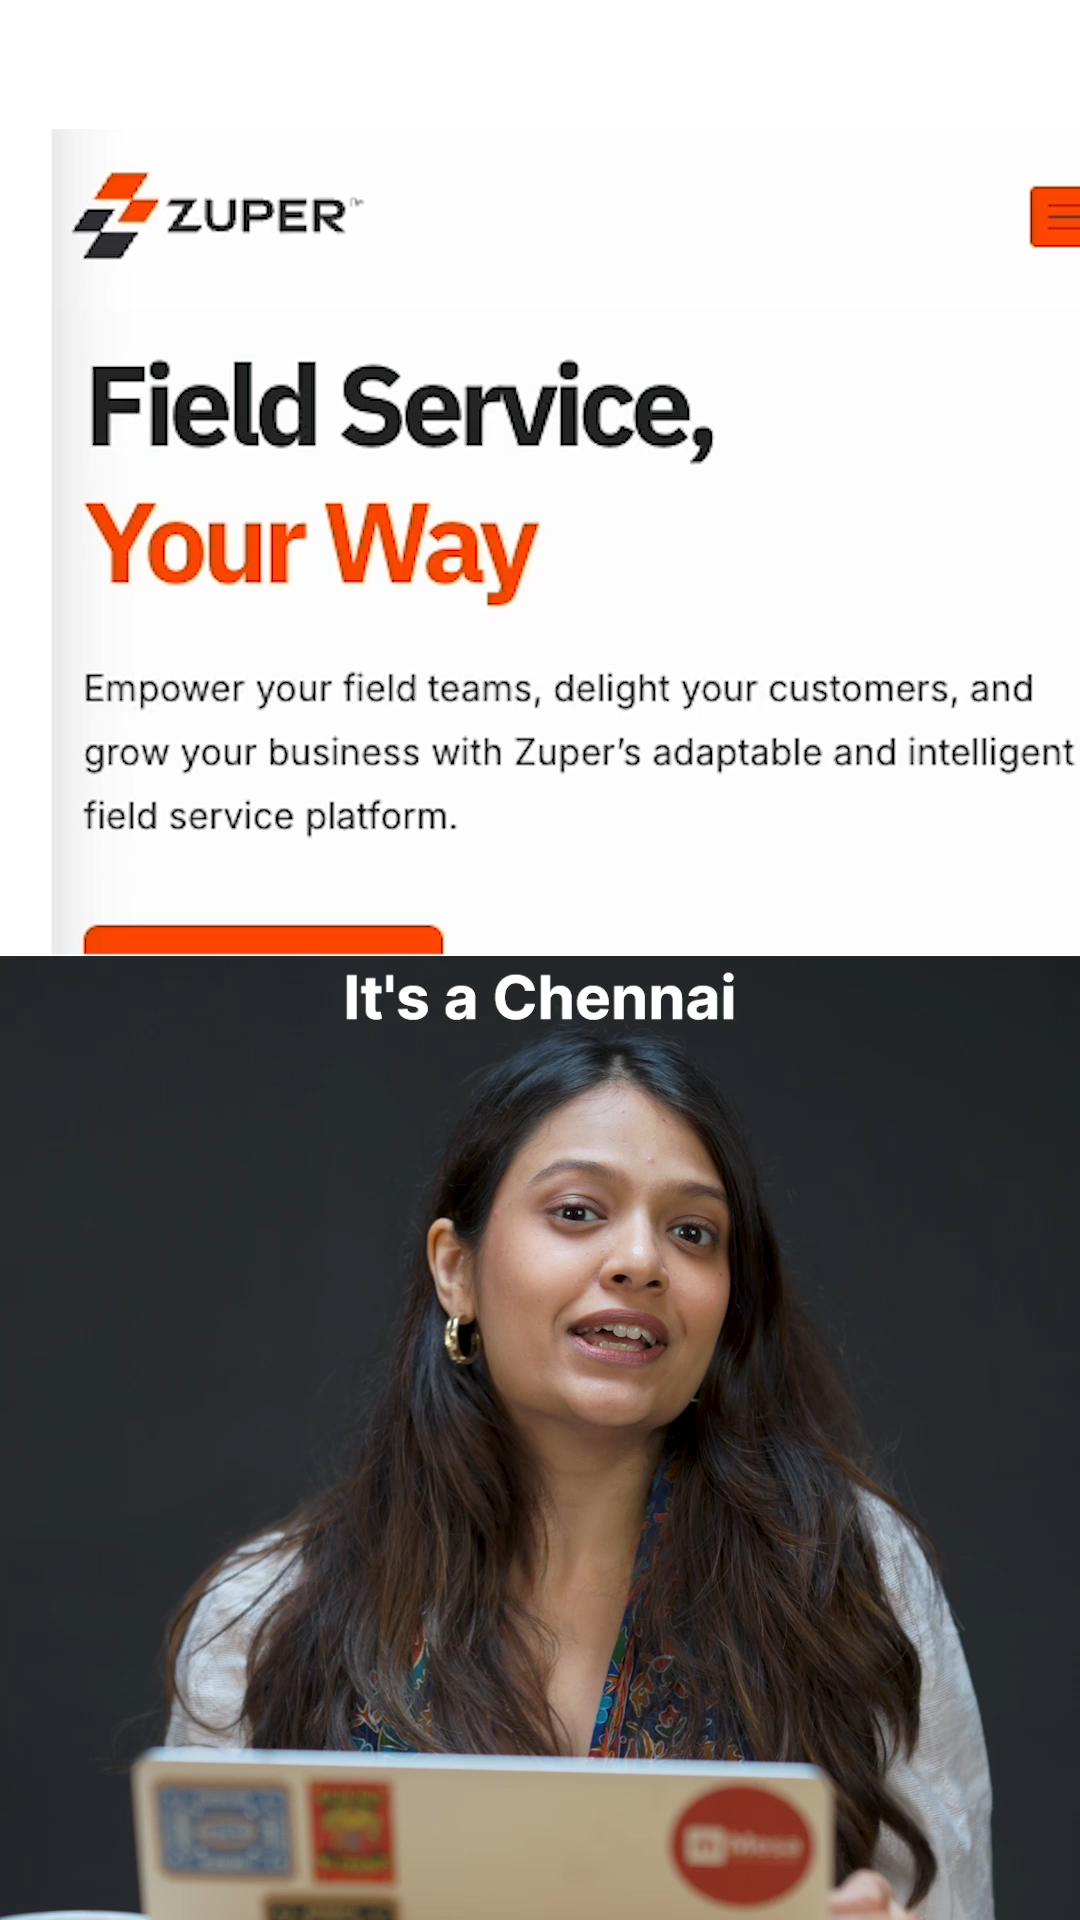 ZUPER
Field Service,
Your Way
Empower your field teams, delight your customers, and
grow your business with Zuper’s adaptable and intelligent
field service platform.
It's a Chennai